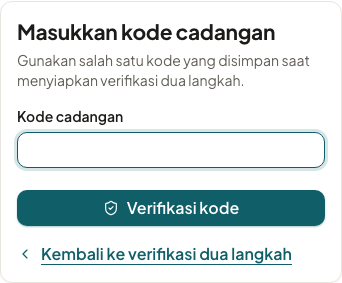 Masukkan kode cadangan
Gunakan salah satu kode yang disimpan saat
menyiapkan verifikasi dua langkah.
Kode cadangan
Verifikasi kode
Kembali ke verifikasi dua langkah